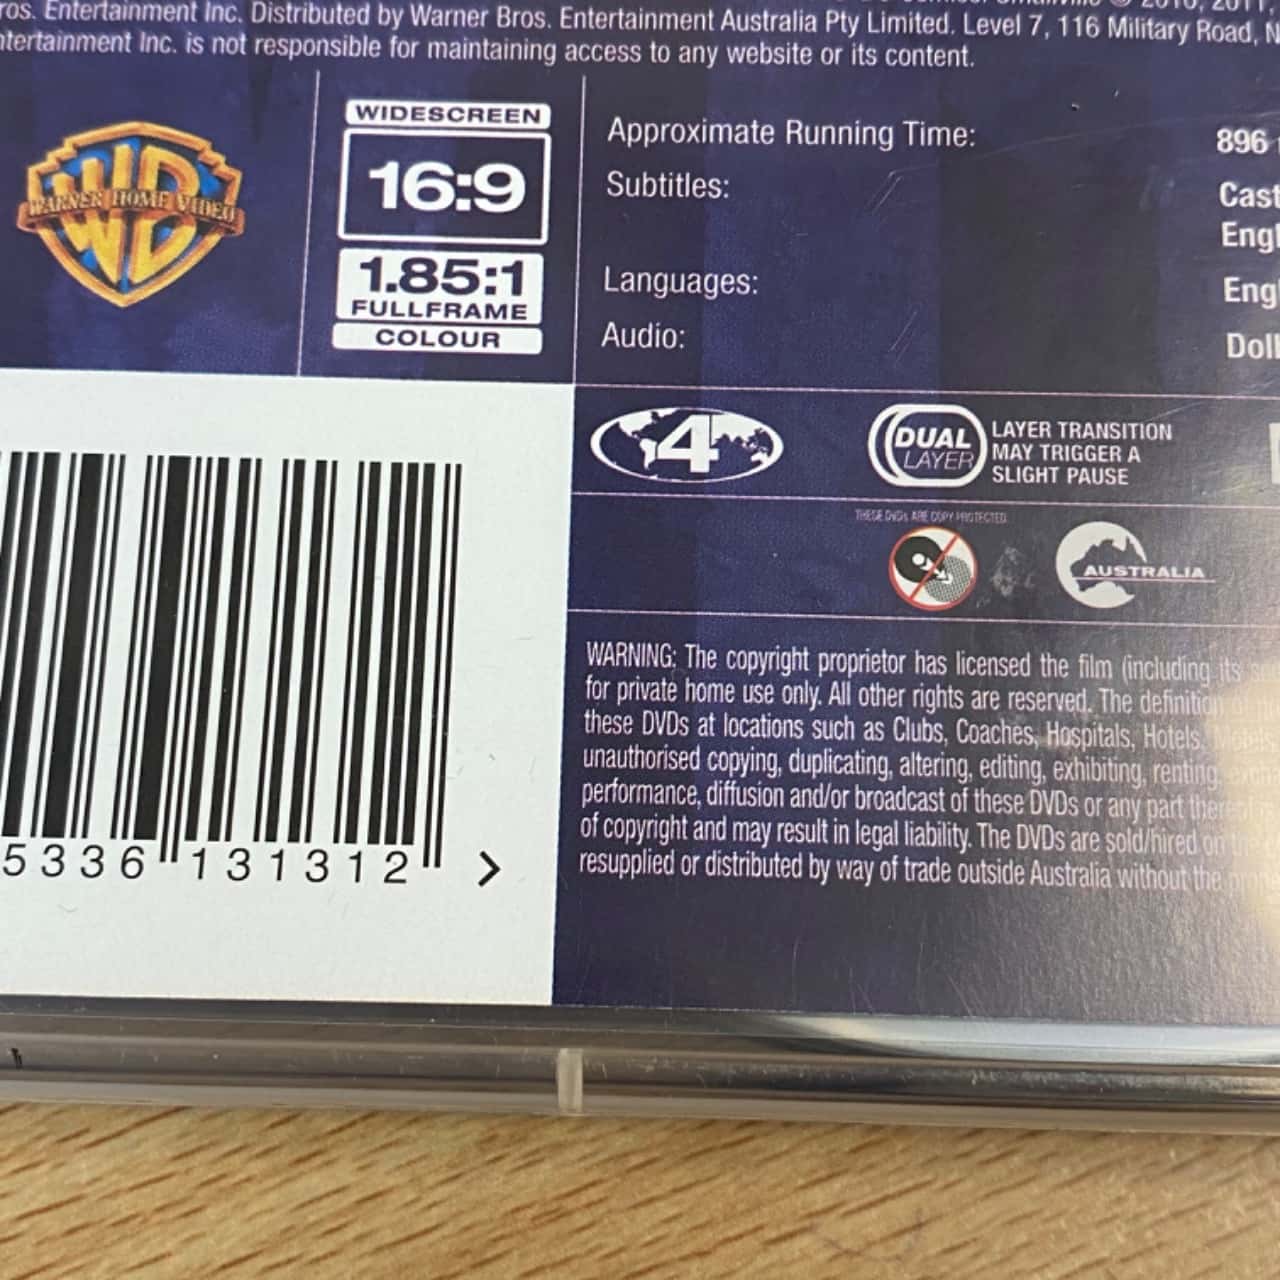 ros. Entertainment Inc. Distributed by Warner Bros. Entertainment Australia Pty Limited. Level 7, 116 Military Road, N
ntertainment Inc. is not responsible for maintaining access to any website or its content.
WARNER HOME VIDEO
WIDESCREEN
16:9
1.85:1
FULLFRAME
COLOUR
Approximate Running Time: 896
Subtitles: Cast
Engl
Languages: Eng
Audio: Doll
4
DUAL
LAYER
LAYER TRANSITION
MAY TRIGGER A
SLIGHT PAUSE
THESE DVDs ARE COPY PROTECTED
AUSTRALIA
5336 131312 >
WARNING: The copyright proprietor has licensed the film (including its
for private home use only. All other rights are reserved. The definition
these DVDs at locations such as Clubs, Coaches, Hospitals, Hotels,
unauthorised copying, duplicating, altering, editing, exhibiting, renting,
performance, diffusion and/or broadcast of these DVDs or any part thereof
of copyright and may result in legal liability. The DVDs are sold/hired on
resupplied or distributed by way of trade outside Australia without the